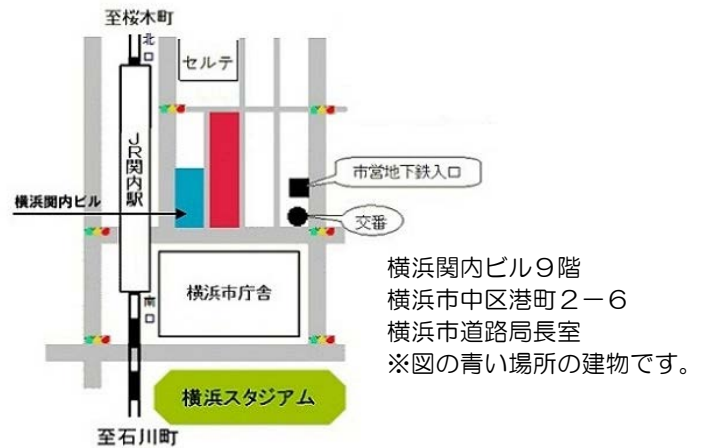 至桜木町
北口
セルテ
JR関内駅
市営地下鉄入口
横浜関内ビル
交番
横浜市庁舎
南口
横浜スタジアム
至石川町
横浜関内ビル９階
横浜市中区港町２－６
横浜市道路局長室
※図の青い場所の建物です。